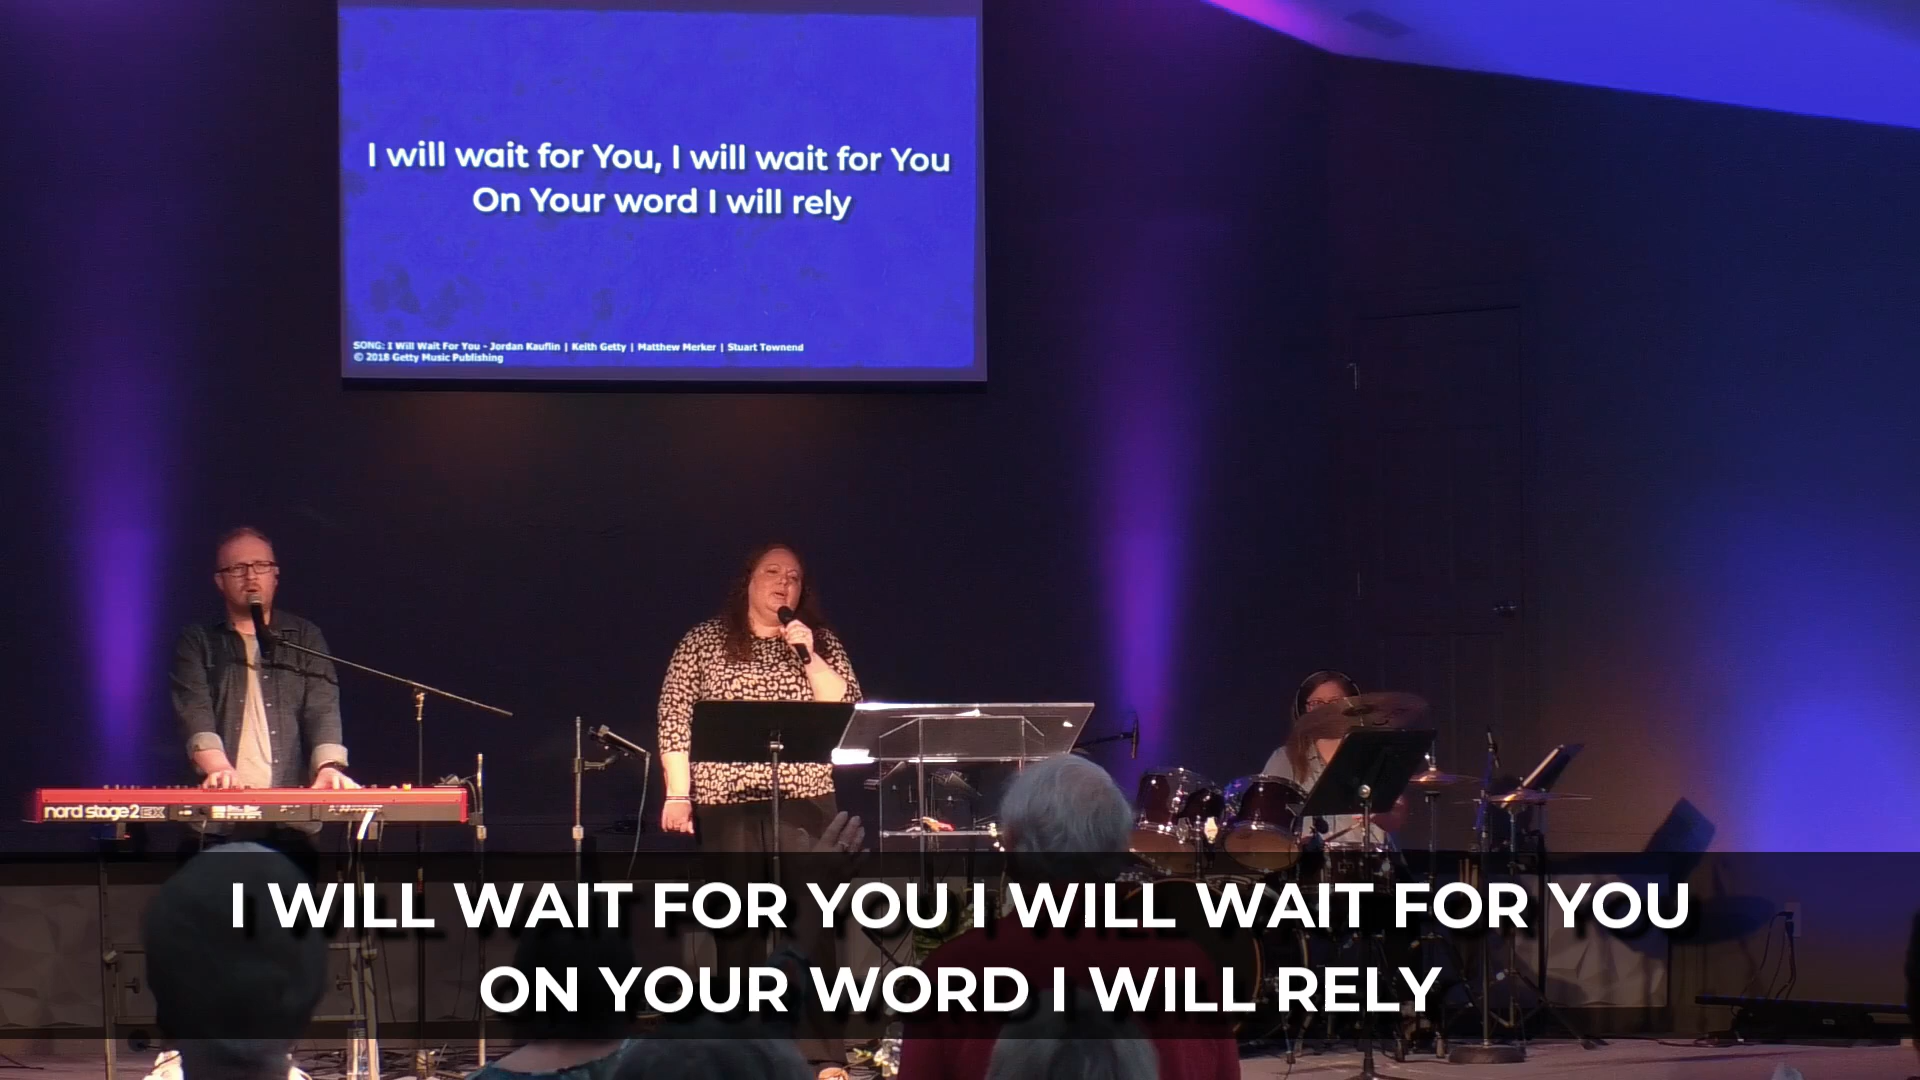 I will wait for You, I will wait for You
On Your word I will rely
SONG: I Will Wait For You - Jordan Kauflin | Keith Getty | Matthew Merker | Stuart Townend
© 2018 Getty Music Publishing
nord stage 2 EX
I WILL WAIT FOR YOU I WILL WAIT FOR YOU
ON YOUR WORD I WILL RELY